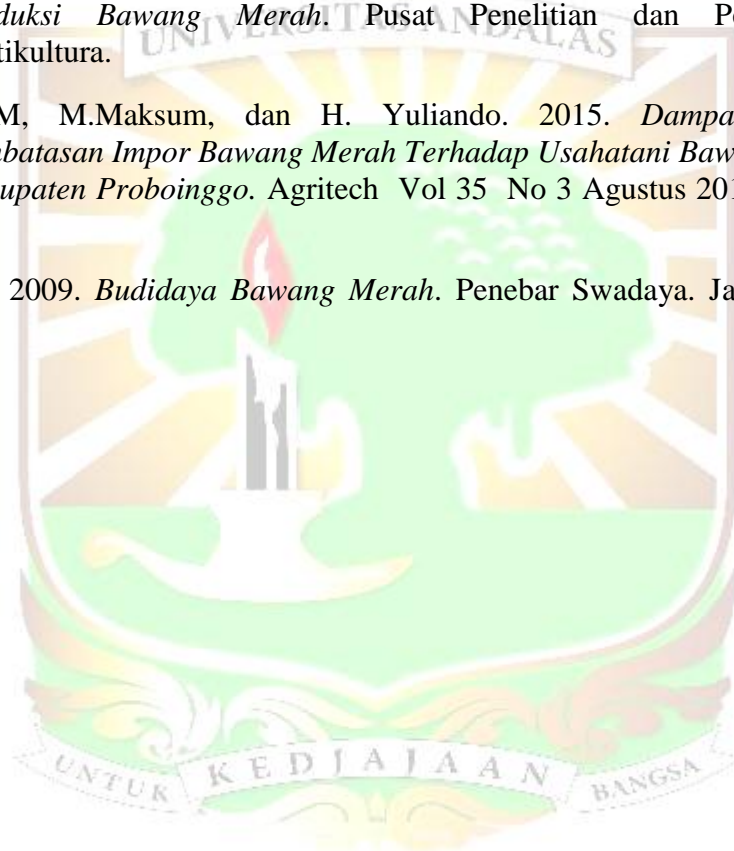 duksi Bawang Merah. Pusat Penelitian dan Pe
UNIVERSITAS ANDALAS
tikultura.
M, M.Maksum, dan H. Yuliando. 2015. Dampa
nbatasan Impor Bawang Merah Terhadap Usahatani Baw
upaten Proboinggo. Agritech Vol 35 No 3 Agustus 201
2009. Budidaya Bawang Merah. Penebar Swadaya. Ja
UNTUK KEDJAJAAN BANGSA